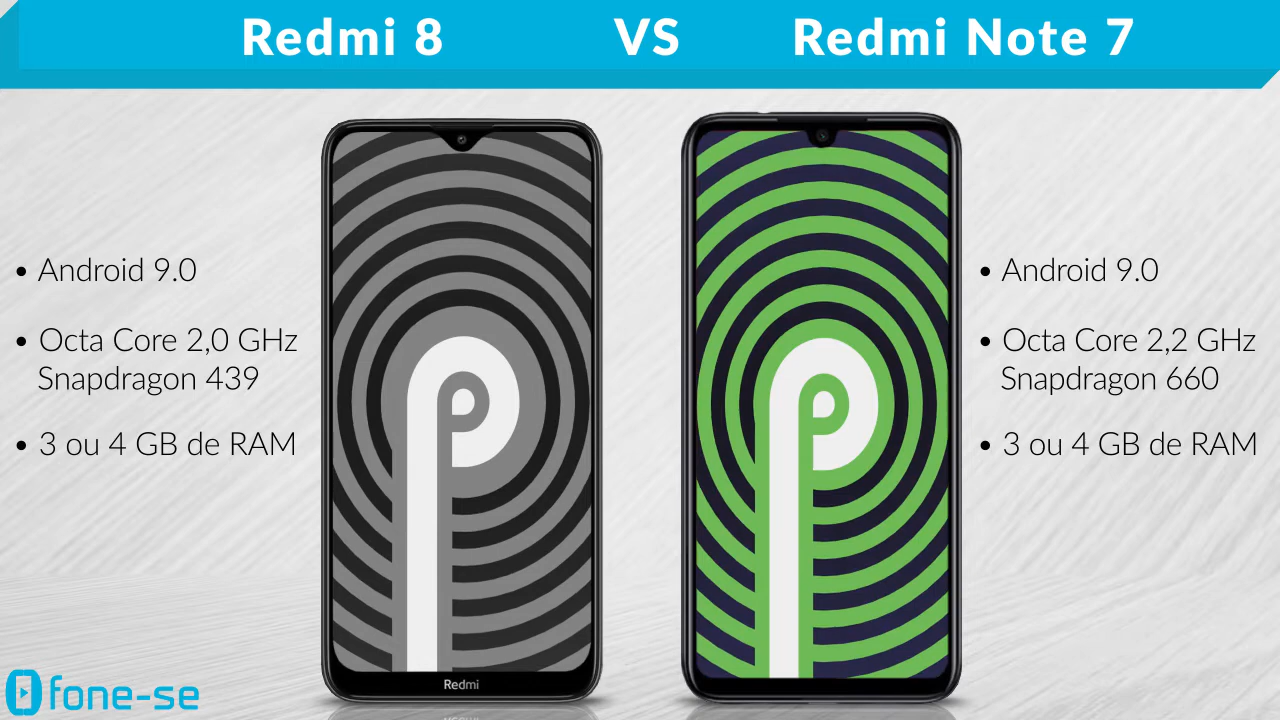 Redmi 8 VS Redmi Note 7
• Android 9.0
• Octa Core 2,0 GHz
Snapdragon 439
• 3 ou 4 GB de RAM
Redmi
• Android 9.0
• Octa Core 2,2 GHz
Snapdragon 660
• 3 ou 4 GB de RAM
fone-se